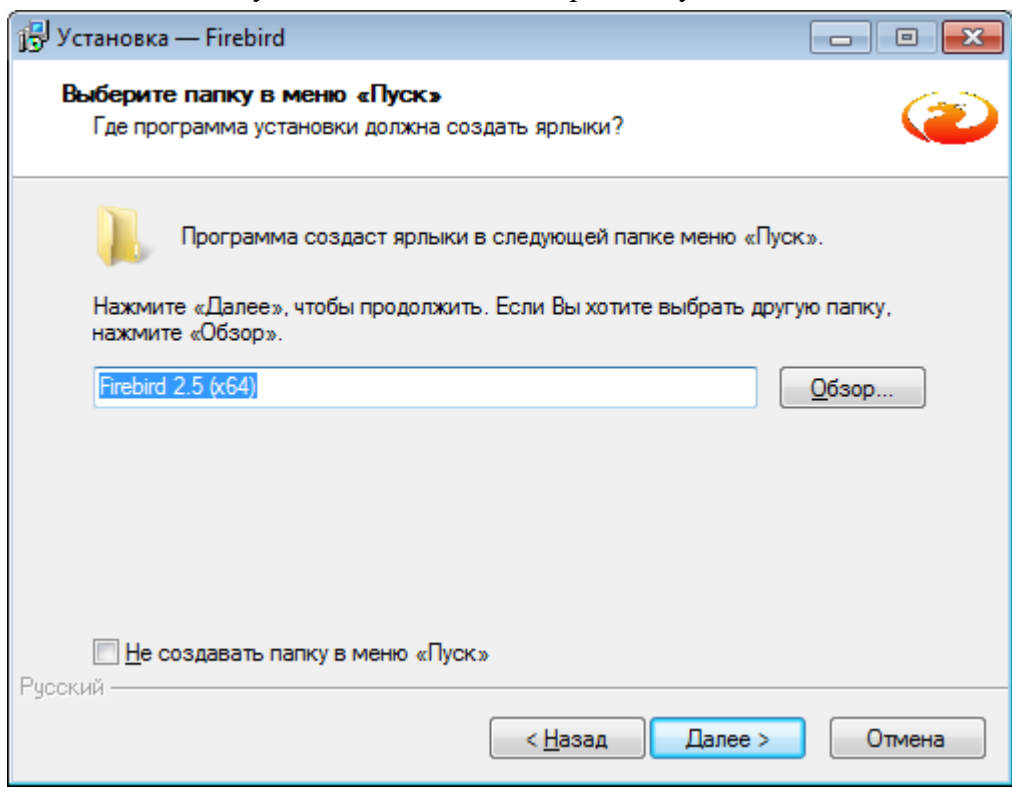 Установка — Firebird
Выберите папку в меню «Пуск»
Где программа установки должна создать ярлыки?
Программа создаст ярлыки в следующей папке меню «Пуск».
Нажмите «Далее», чтобы продолжить. Если Вы хотите выбрать другую папку,
нажмите «Обзор».
Firebird 2.5 (x64)
Обзор...
Не создавать папку в меню «Пуск»
Русский
< Назад
Далее >
Отмена